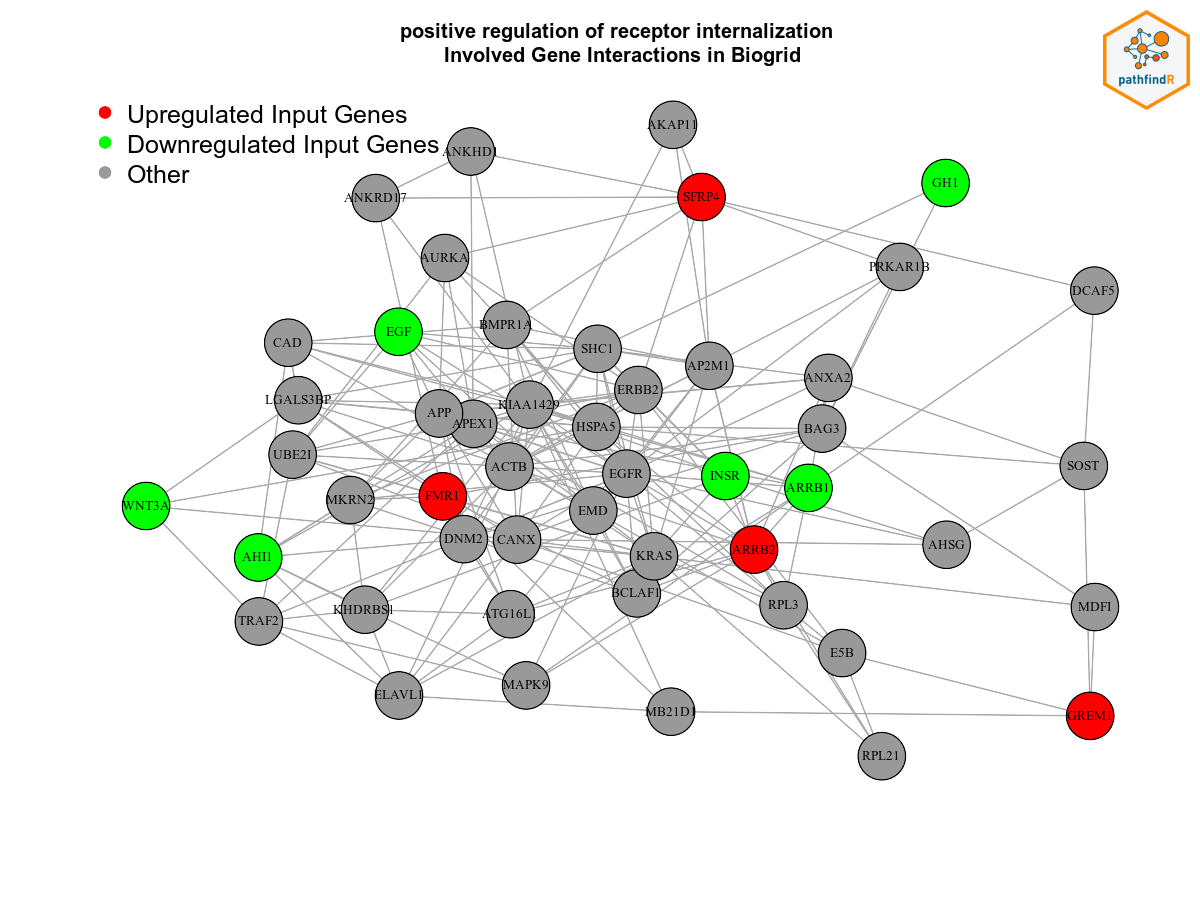 positive regulation of receptor internalization
Involved Gene Interactions in Biogrid
pathfindR
Upregulated Input Genes
Downregulated Input Genes
Other
AKAP11
ANKHD1
GH1
ANKRD17
SFRP4
AURKA
PRKAR1B
DCAF5
EGF
BMPR1A
CAD
SHC1
AP2M1
ANXA2
ERBB2
LGALS3BP
KIAA1429
APP
APEX1
HSPA5
BAG3
UBE2I
ACTB
EGFR
INSR
ARRB1
SOST
WNT3A
MKRN2
FMR1
EMD
DNM2
CANX
ARRB2
AHSG
AHI1
KRAS
BCLAF1
RPL3
MDFI
KHDRBS1
ATG16L
TRAF2
E5B
ELAVL1
MAPK9
MB21D1
GREM1
RPL21